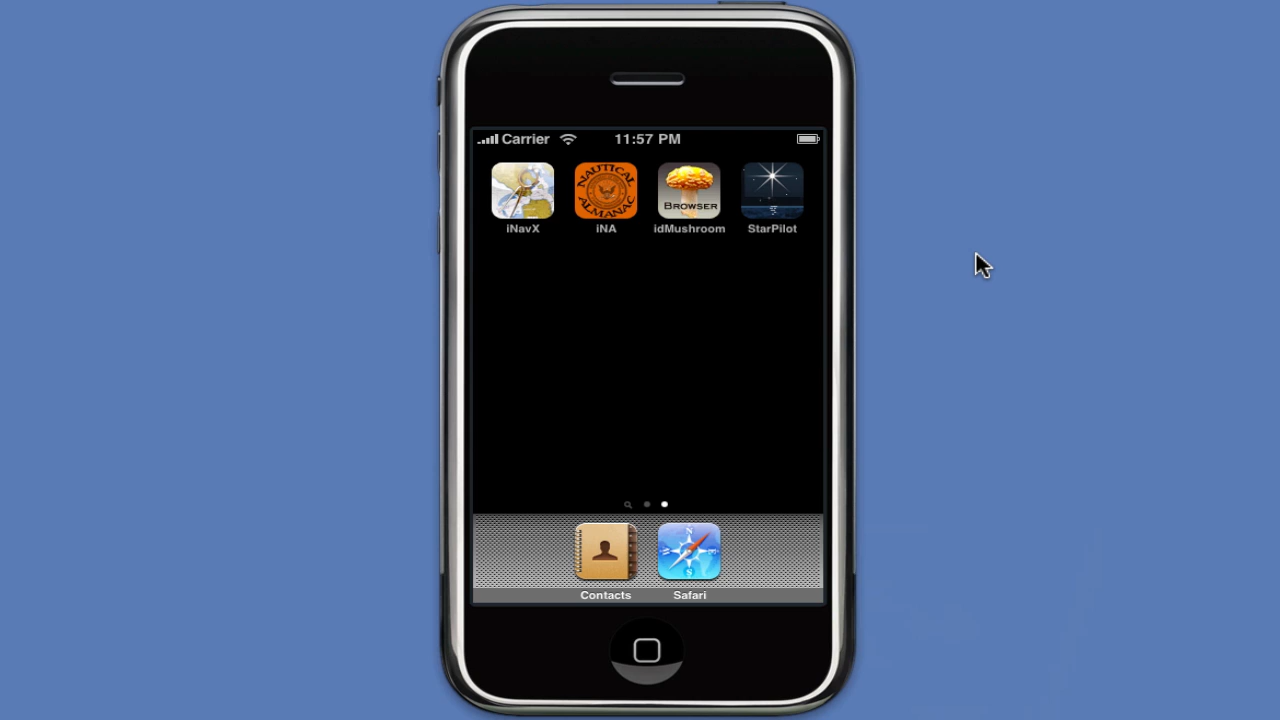 Carrier 11:57 PM
NAUTICAL
ALMANAC
BROWSER
iNavX iNA idMushroom StarPilot
N
S
Contacts Safari